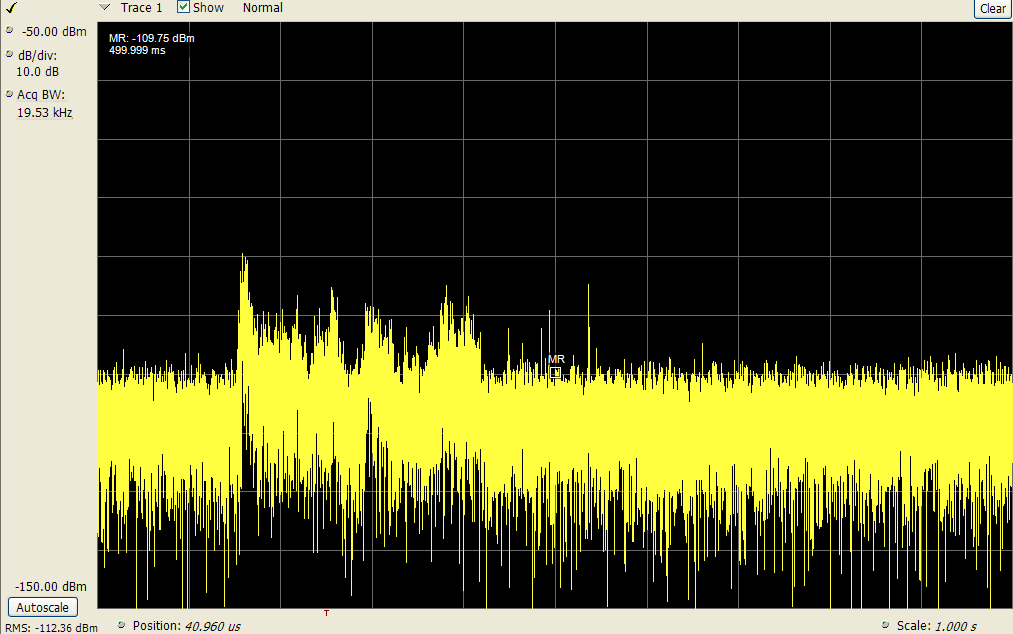 Trace 1 Show Normal Clear
-50.00 dBm
dB/div:
10.0 dB
Acq BW:
19.53 kHz
MR: -109.75 dBm
499.999 ms
MR
-150.00 dBm
Autoscale
T
RMS: -112.36 dBm Position: 40.960 us Scale: 1.000 s